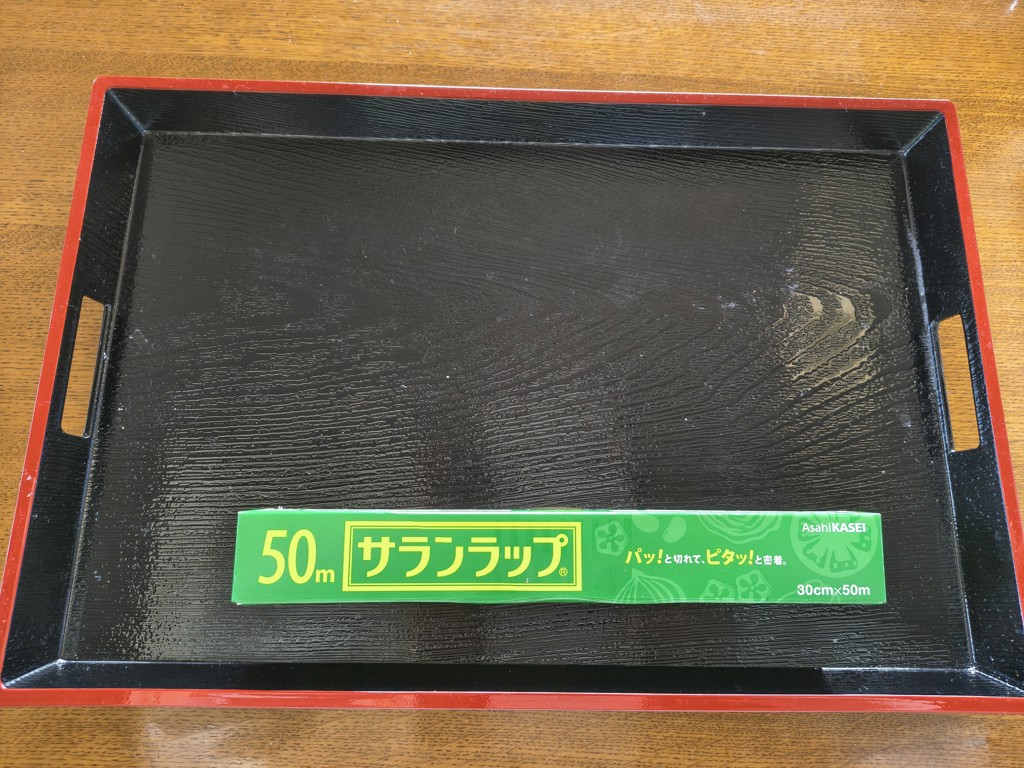 50m
サランラップ®
パッ!と切れて、ピタッ!と密着。
AsahiKASEI
30cm×50m